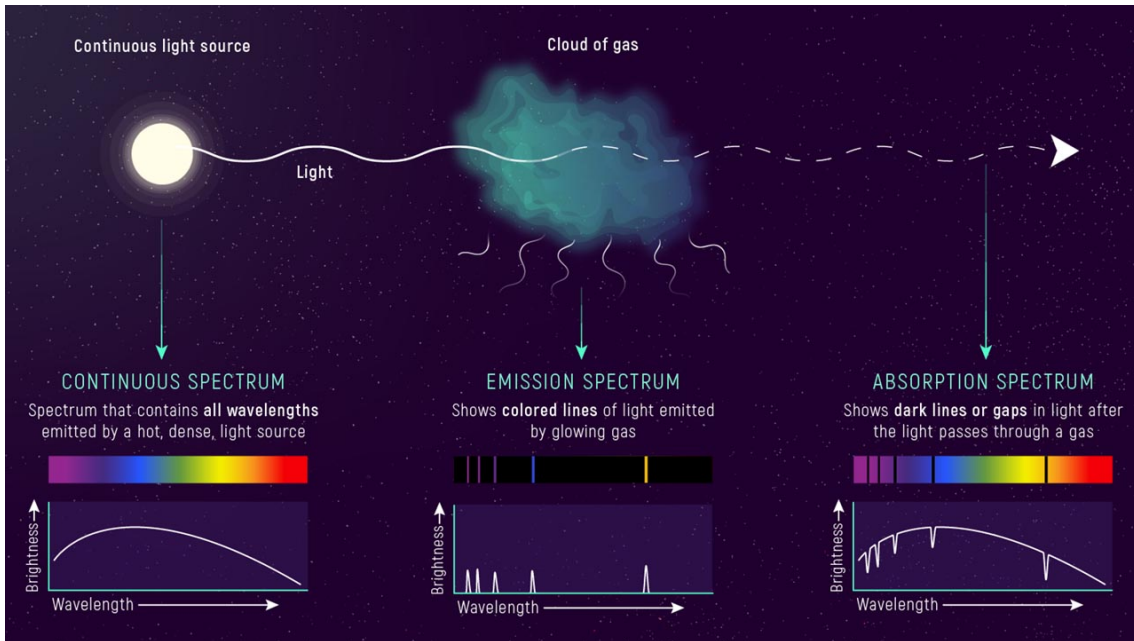 Continuous light source
Cloud of gas
Light
CONTINUOUS SPECTRUM
Spectrum that contains all wavelengths
emitted by a hot, dense, light source
Brightness
Wavelength
EMISSION SPECTRUM
Shows colored lines of light emitted
by glowing gas
Brightness
Wavelength
ABSORPTION SPECTRUM
Shows dark lines or gaps in light after
the light passes through a gas
Brightness
Wavelength